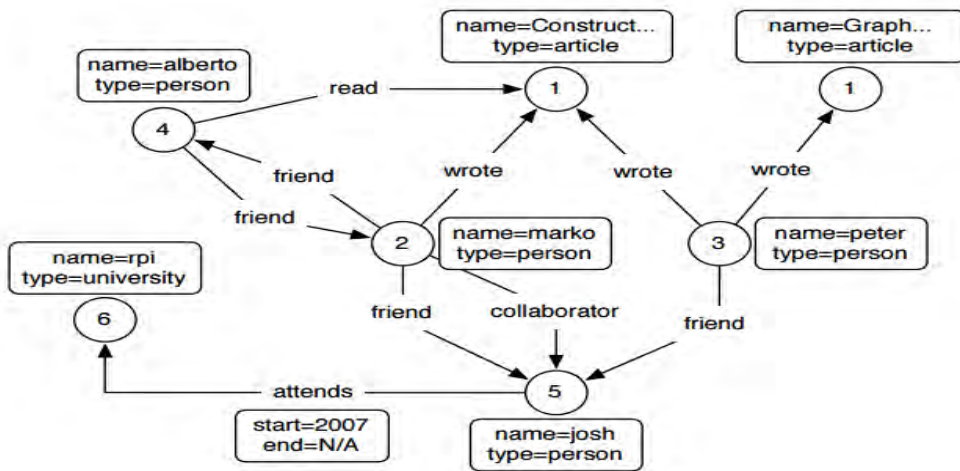 name=Construct...
type=article
name=Graph...
type=article
name=alberto
type=person
read
1
1
4
friend
wrote
wrote
wrote
friend
2
name=marko
type=person
3
name=peter
type=person
name=rpi
type=university
6
friend
collaborator
friend
attends
5
start=2007
end=N/A
name=josh
type=person